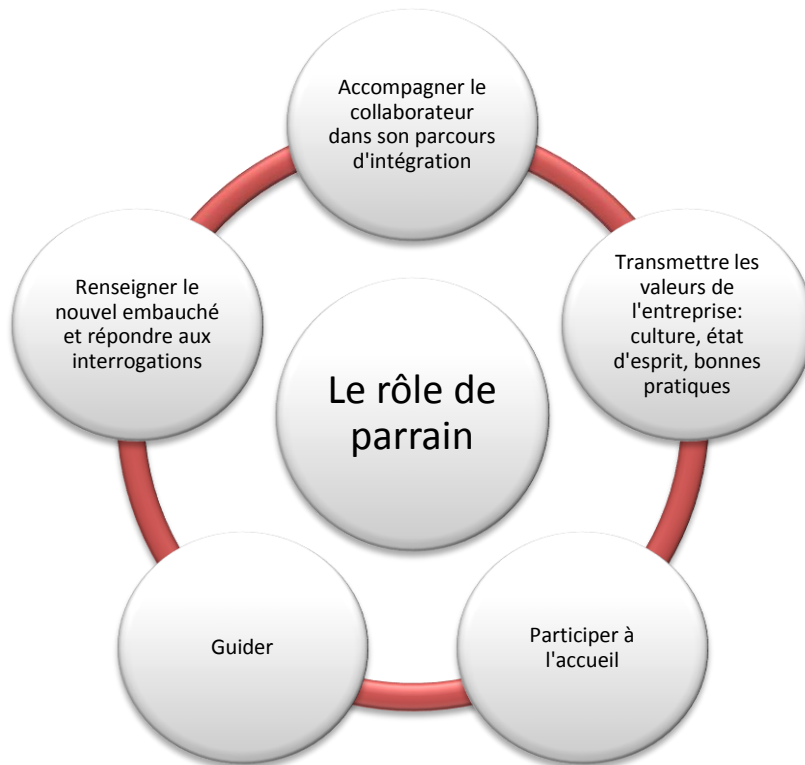 Accompagner le
collaborateur
dans son parcours
d'intégration
Transmettre les
valeurs de
l'entreprise:
culture, état
d'esprit, bonnes
pratiques
Participer à
l'accueil
Guider
Renseigner le
nouvel embauché
et répondre aux
interrogations
Le rôle de
parrain